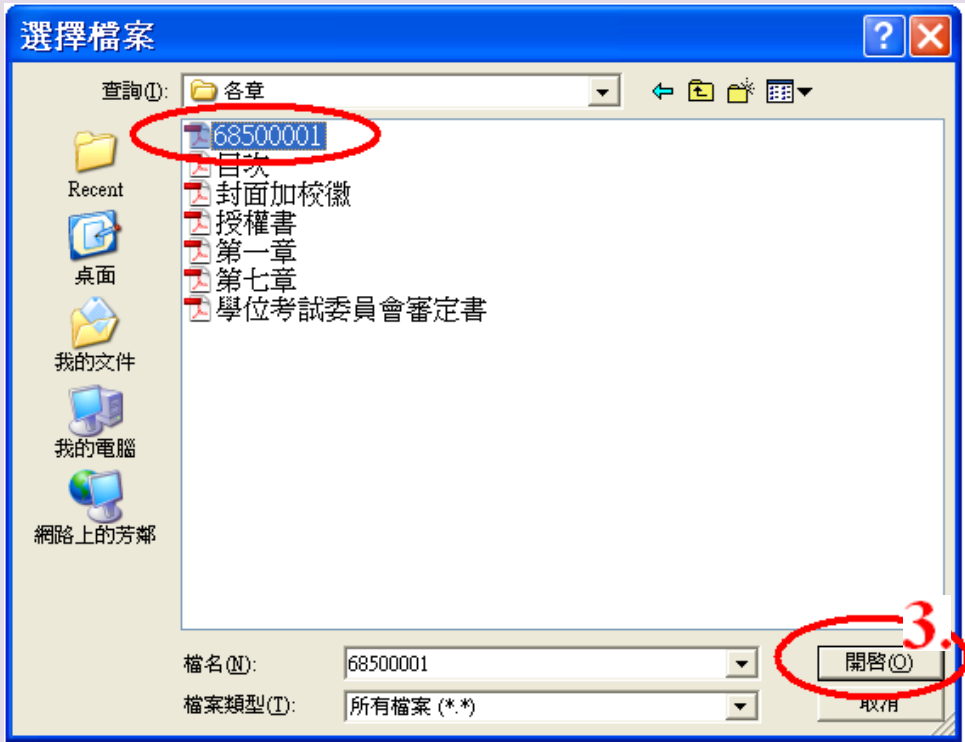 選擇檔案
查詢(I):
各章
68500001
目次
封面加校徽
授權書
第一章
第七章
學位考試委員會審定書
Recent
桌面
我的文件
我的電腦
網路上的芳鄰
3.
檔名(N):
68500001
開啓(O)
檔案類型(T):
所有檔案 (*.*)
取消